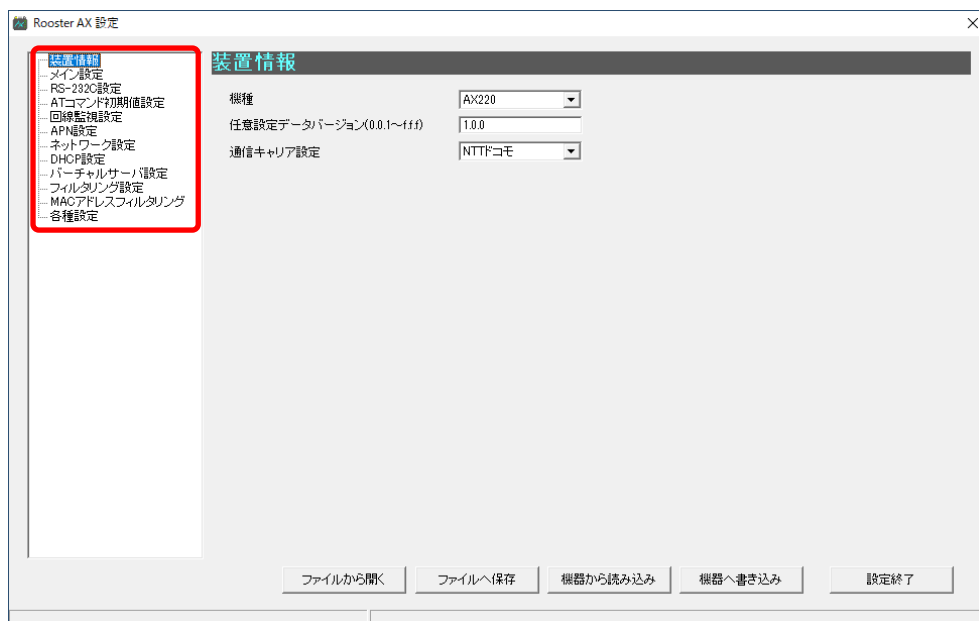 Rooster AX 設定
装置情報
メイン設定
RS-232C設定
ATコマンド初期値設定
回線監視設定
APN設定
ネットワーク設定
DHCP設定
バーチャルサーバ設定
フィルタリング設定
MACアドレスフィルタリング
各種設定
装置情報
機種 AX220
任意設定データバージョン(0.0.1～f.f.f) 1.0.0
通信キャリア設定 NTTドコモ
ファイルから開く ファイルへ保存 機器から読み込み 機器へ書き込み 設定終了